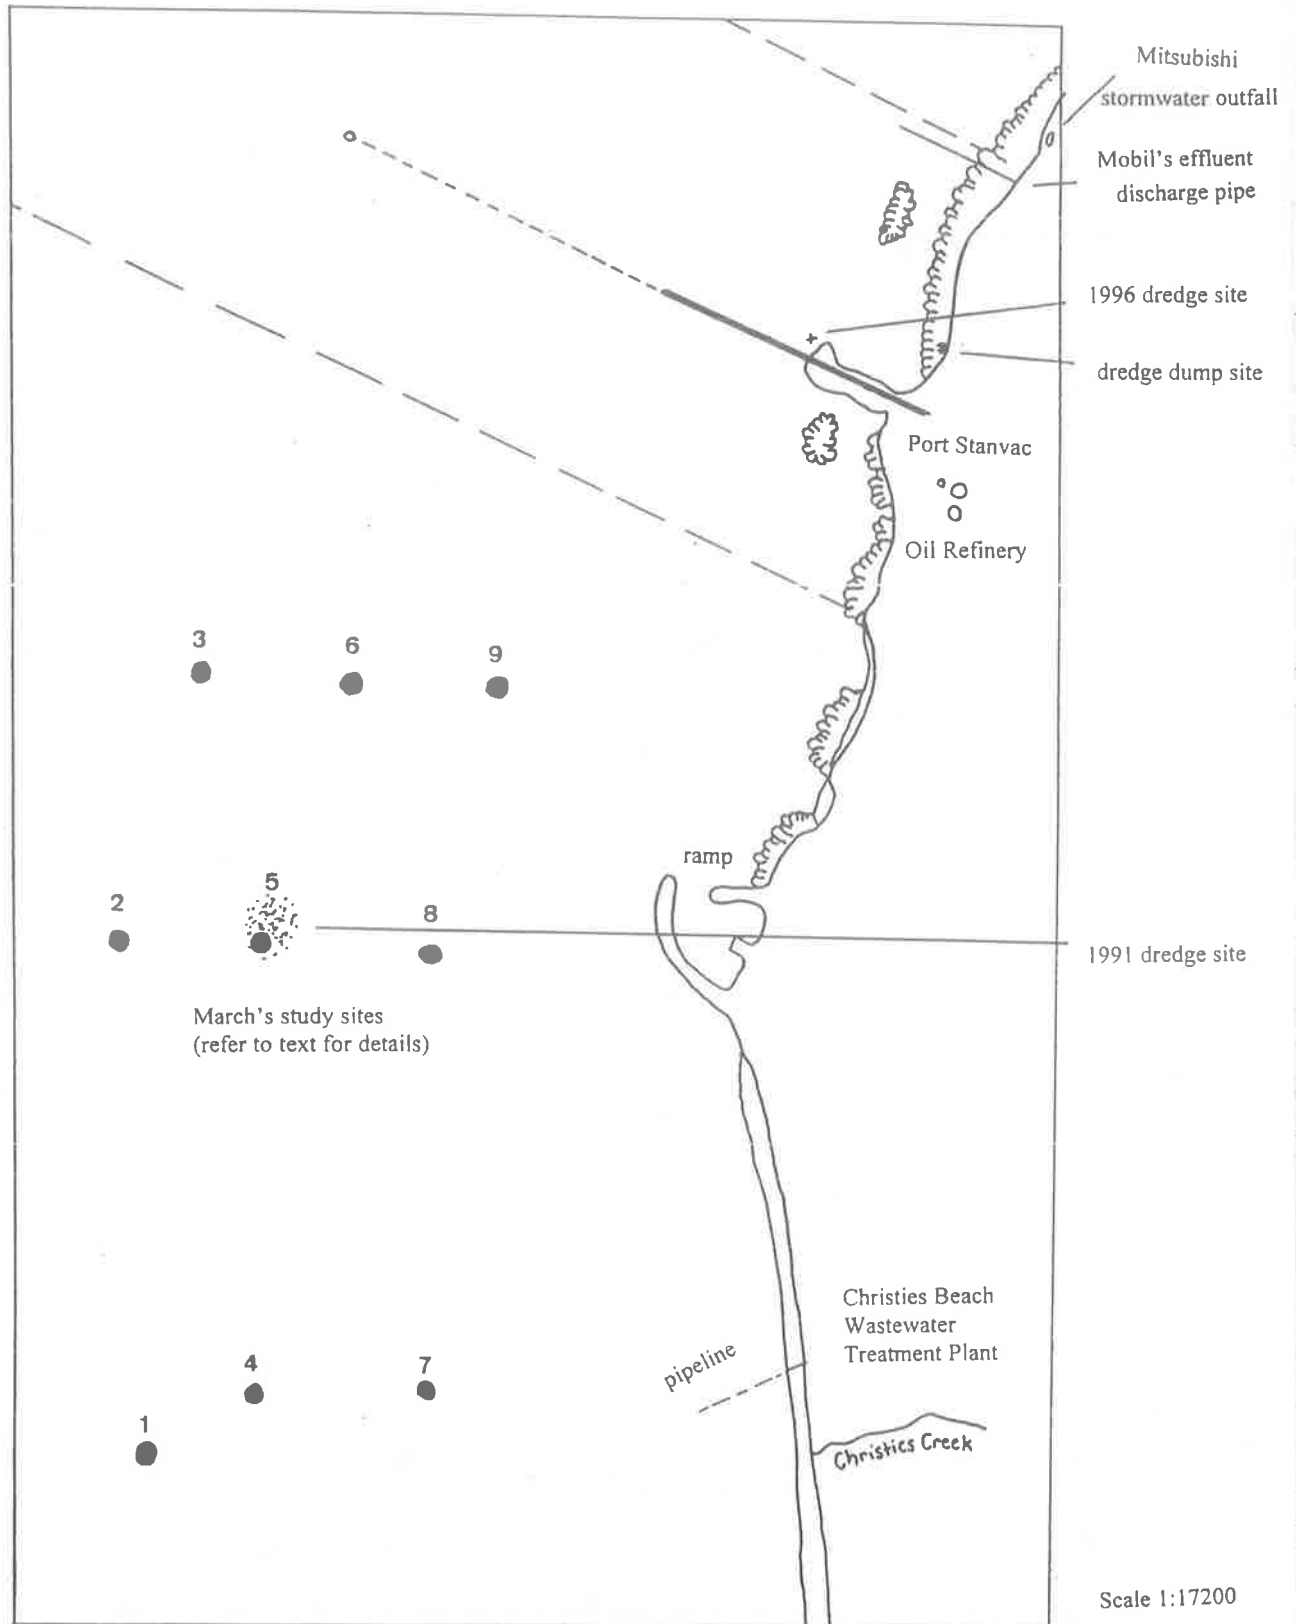 Mitsubishi
stormwater outfall
Mobil's effluent
discharge pipe
1996 dredge site
dredge dump site
Port Stanvac
Oil Refinery
3
6
9
ramp
2
5
8
1991 dredge site
March's study sites
(refer to text for details)
Christies Beach
Wastewater
Treatment Plant
pipeline
4
7
1
Christies Creek
Scale 1:17200